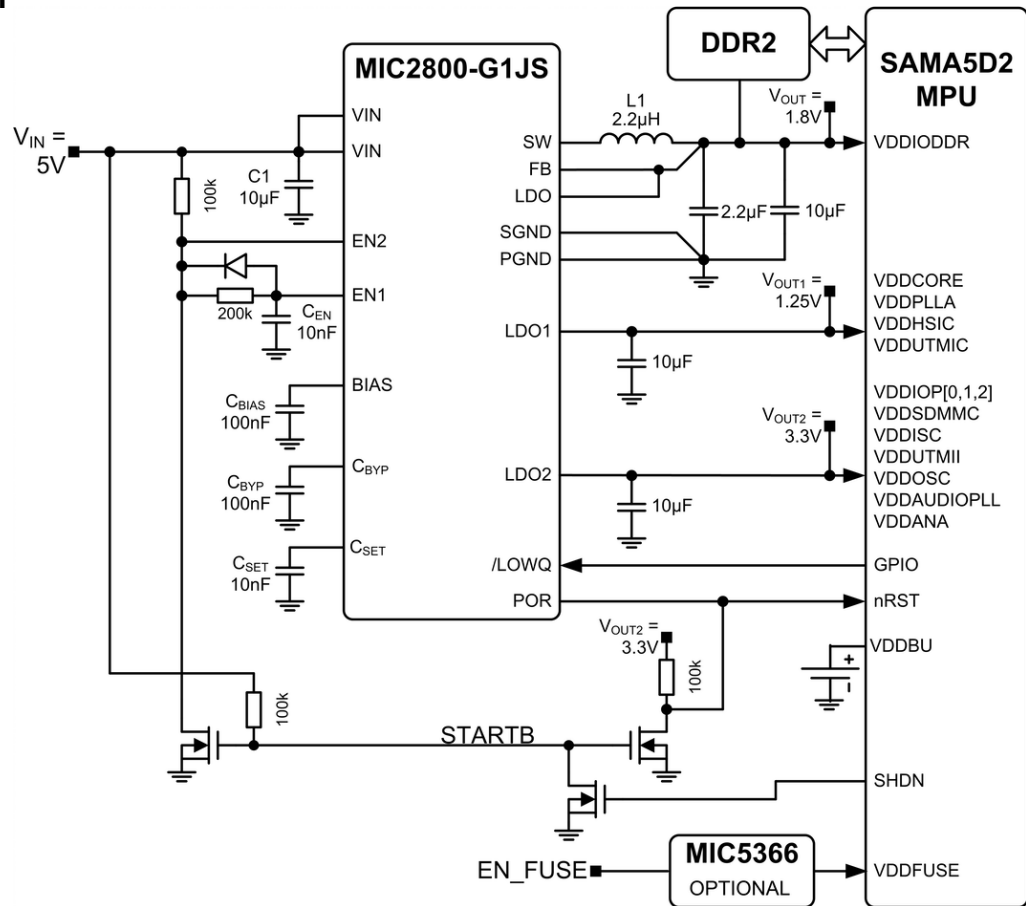 DDR2
MIC2800-G1JS
SAMA5D2
MPU
L1
2.2µH
V_OUT =
1.8V
VIN
V_IN =
5V
VIN
SW
VDDIODDR
C1
10µF
100k
FB
LDO
2.2µF
10µF
EN2
SGND
PGND
EN1
200k
C_EN
10nF
V_OUT1 =
1.25V
VDDCORE
VDDPLLA
VDDHSIC
VDDUTMIC
LDO1
10µF
BIAS
C_BIAS
100nF
VDDIOP[0,1,2]
VDDSDMMC
VDDISC
VDDUTMII
VDDOSC
VDDAUDIOPLL
VDDANA
V_OUT2 =
3.3V
C_BYP
C_BYP
100nF
LDO2
10µF
C_SET
C_SET
10nF
/LOWQ
GPIO
POR
nRST
V_OUT2 =
3.3V
VDDBU
+
-
100k
100k
STARTB
SHDN
EN_FUSE
MIC5366
OPTIONAL
VDDFUSE